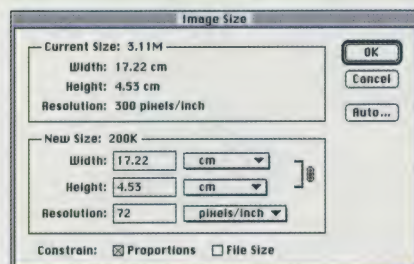 Image Size
Current Size: 3.11M
Width: 17.22 cm
Height: 4.53 cm
Resolution: 300 pixels/inch
OK
Cancel
Auto...
New Size: 200K
Width: 17.22 cm
Height: 4.53 cm
Resolution: 72 pixels/inch
Constrain: Proportions File Size